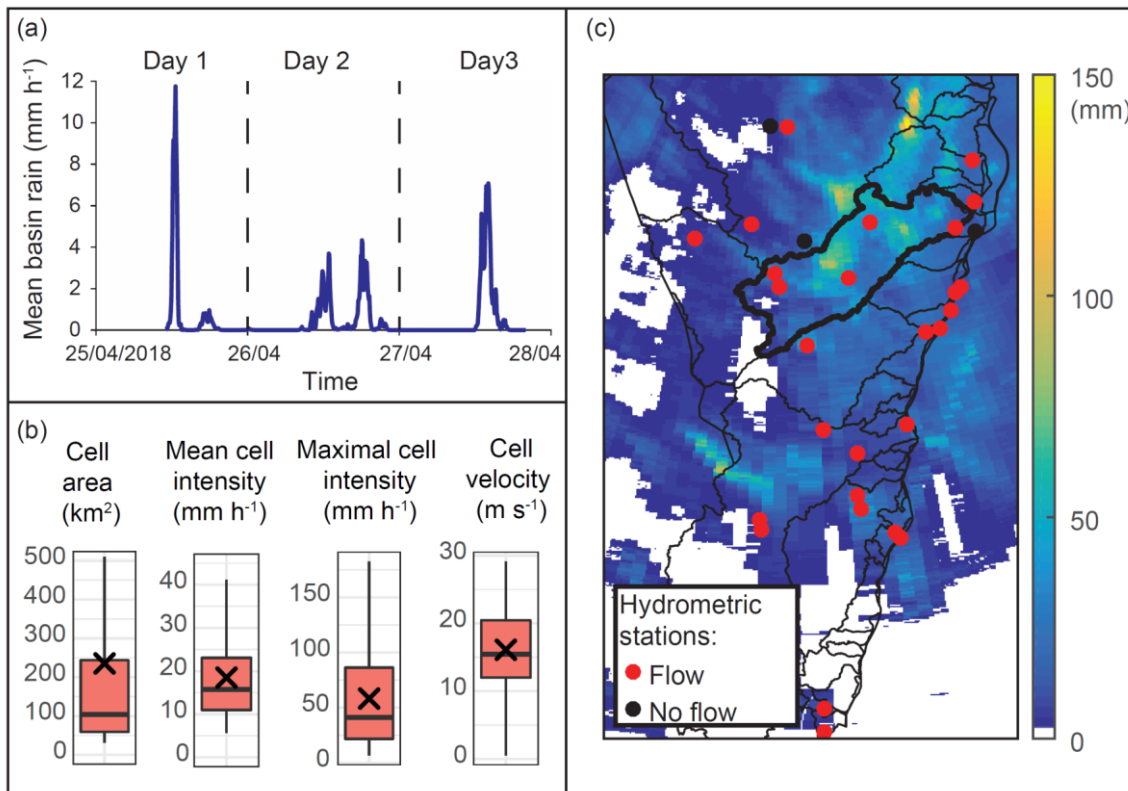 (a)
Day 1
Day 2
Day3
Mean basin rain (mm h⁻¹)
12
10
8
6
4
2
0
25/04/2018
26/04
27/04
28/04
Time
(b)
Cell
area
(km²)
500
400
300
200
100
0
Mean cell
intensity
(mm h⁻¹)
40
30
20
10
0
Maximal cell
intensity
(mm h⁻¹)
150
100
50
0
Cell
velocity
(m s⁻¹)
30
20
10
0
(c)
150
(mm)
100
50
0
Hydrometric
stations:
Flow
No flow